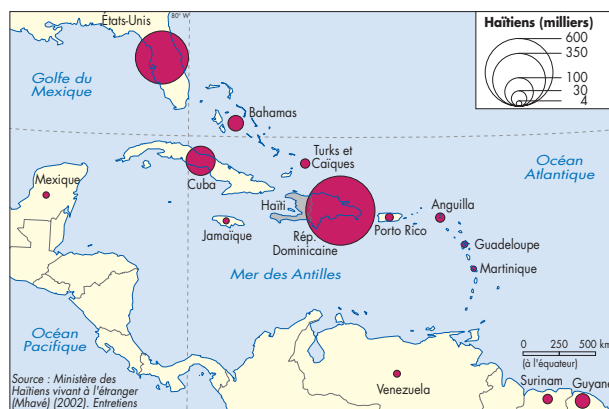 États-Unis
80° W
Haïtiens (milliers)
600
350
100
30
4
Golfe du
Mexique
Bahamas
Turks et
Caïques
Océan
Atlantique
Mexique
Cuba
Haïti
Jamaïque
Rép.
Dominicaine
Porto Rico
Anguilla
Guadeloupe
Martinique
Mer des Antilles
Océan
Pacifique
0 250 500 km
(à l'équateur)
Source : Ministère des
Haïtiens vivant à l'étranger
(Mhavé) (2002). Entretiens
Venezuela
Surinam
Guyane